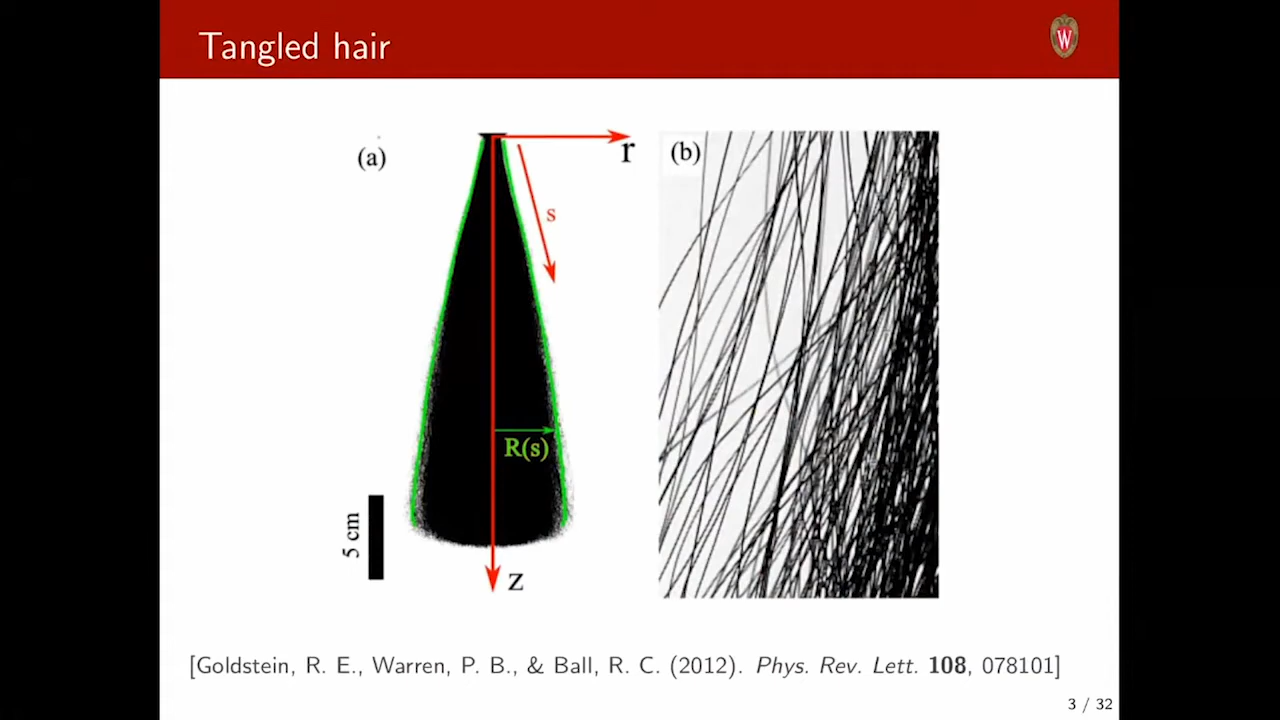 Tangled hair
W
(a)
r
(b)
s
R(s)
5 cm
z
[Goldstein, R. E., Warren, P. B., & Ball, R. C. (2012). Phys. Rev. Lett. 108, 078101]
3 / 32